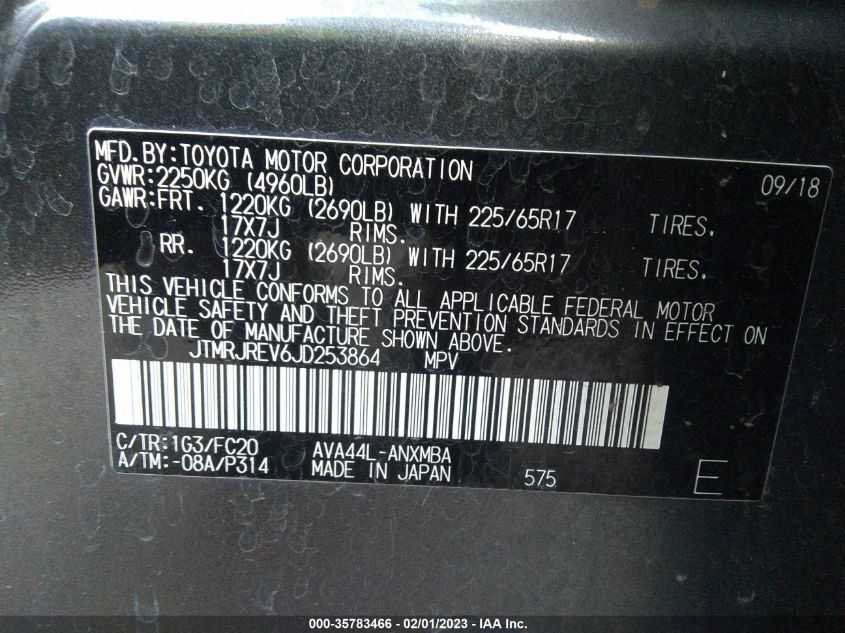 MFD.BY:TOYOTA MOTOR CORPORATION 09/18
GVWR:2250KG (4960LB)
GAWR:FRT. 1220KG (2690LB) WITH 225/65R17 TIRES.
17X7J RIMS.
RR. 1220KG (2690LB) WITH 225/65R17 TIRES.
17X7J RIMS.
THIS VEHICLE CONFORMS TO ALL APPLICABLE FEDERAL MOTOR
VEHICLE SAFETY AND THEFT PREVENTION STANDARDS IN EFFECT ON
THE DATE OF MANUFACTURE SHOWN ABOVE.
JTMRJREV6JD253864 MPV
C/TR:1G3/FC20 AVA44L-ANXMBA
A/TM:-08A/P314 MADE IN JAPAN 575 E
000-35783466 - 02/01/2023 - IAA Inc.